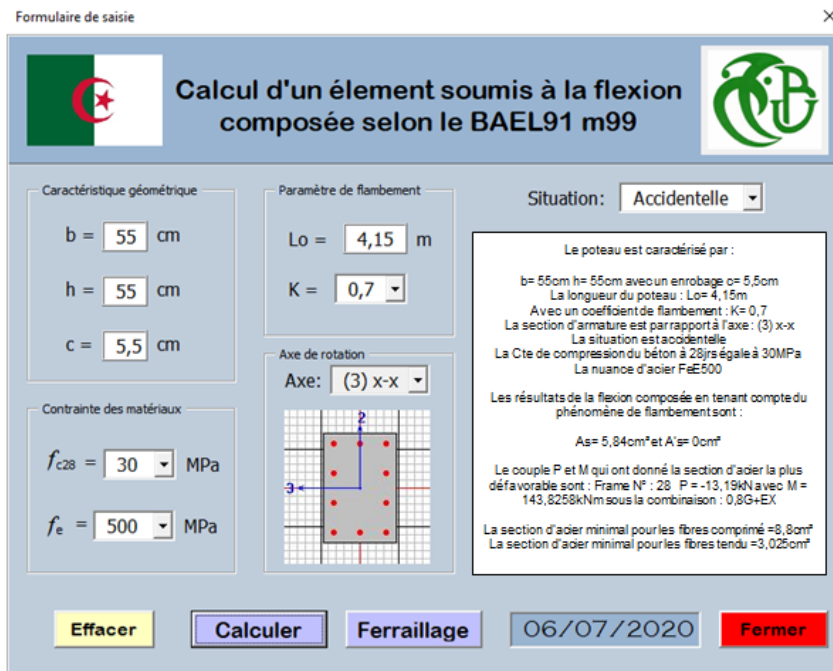 Formulaire de saisie
Calcul d'un élement soumis à la flexion
composée selon le BAEL91 m99
Caractéristique géométrique
b = 55 cm
h = 55 cm
c = 5,5 cm
Paramètre de flambement
Lo = 4,15 m
K = 0,7
Situation: Accidentelle
Le poteau est caractérisé par :
b= 55cm h= 55cm avec un enrobage c= 5,5cm
La longueur du poteau : Lo= 4,15m
Avec un coefficient de flambement : K= 0,7
La section d'armature est par rapport à l'axe : (3) x-x
La situation est accidentelle
La Cte de compression du béton à 28jrs égale à 30MPa
La nuance d'acier FeE500
Les résultats de la flexion composée en tenant compte du
phénomène de flambement sont :
As= 5,84cm² et A's= 0cm²
Le couple P et M qui ont donné la section d'acier la plus
défavorable sont : Frame N° : 28 P = -13,19kN avec M =
143,8258kNm sous la combinaison : 0,8G+EX
La section d'acier minimal pour les fibres comprimé =8,8cm²
La section d'acier minimal pour les fibres tendu =3,025cm²
Contrainte des matériaux
fc28 = 30 MPa
fe = 500 MPa
Axe de rotation
Axe: (3) x-x
2
3
Effacer
Calculer
Ferraillage
06/07/2020
Fermer